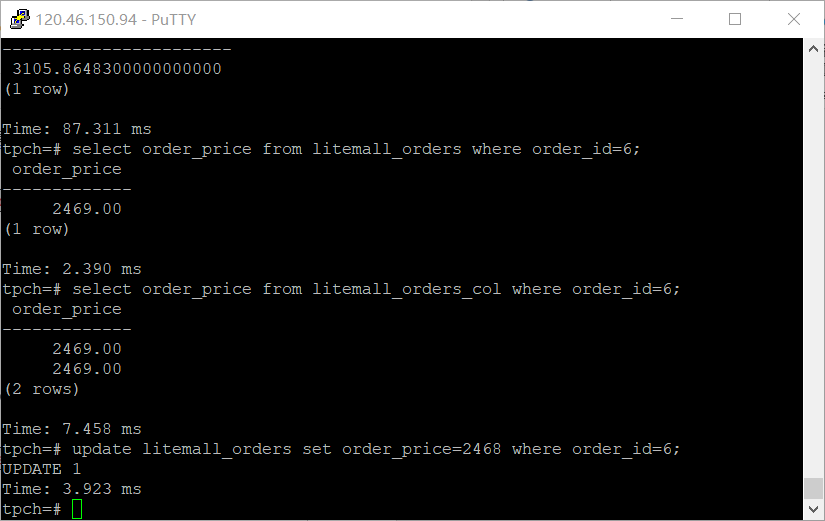 120.46.150.94 - PuTTY
-----------------------
 3105.8648300000000000
(1 row)

Time: 87.311 ms
tpch=# select order_price from litemall_orders where order_id=6;
 order_price
-------------
     2469.00
(1 row)

Time: 2.390 ms
tpch=# select order_price from litemall_orders_col where order_id=6;
 order_price
-------------
     2469.00
     2469.00
(2 rows)

Time: 7.458 ms
tpch=# update litemall_orders set order_price=2468 where order_id=6;
UPDATE 1
Time: 3.923 ms
tpch=#